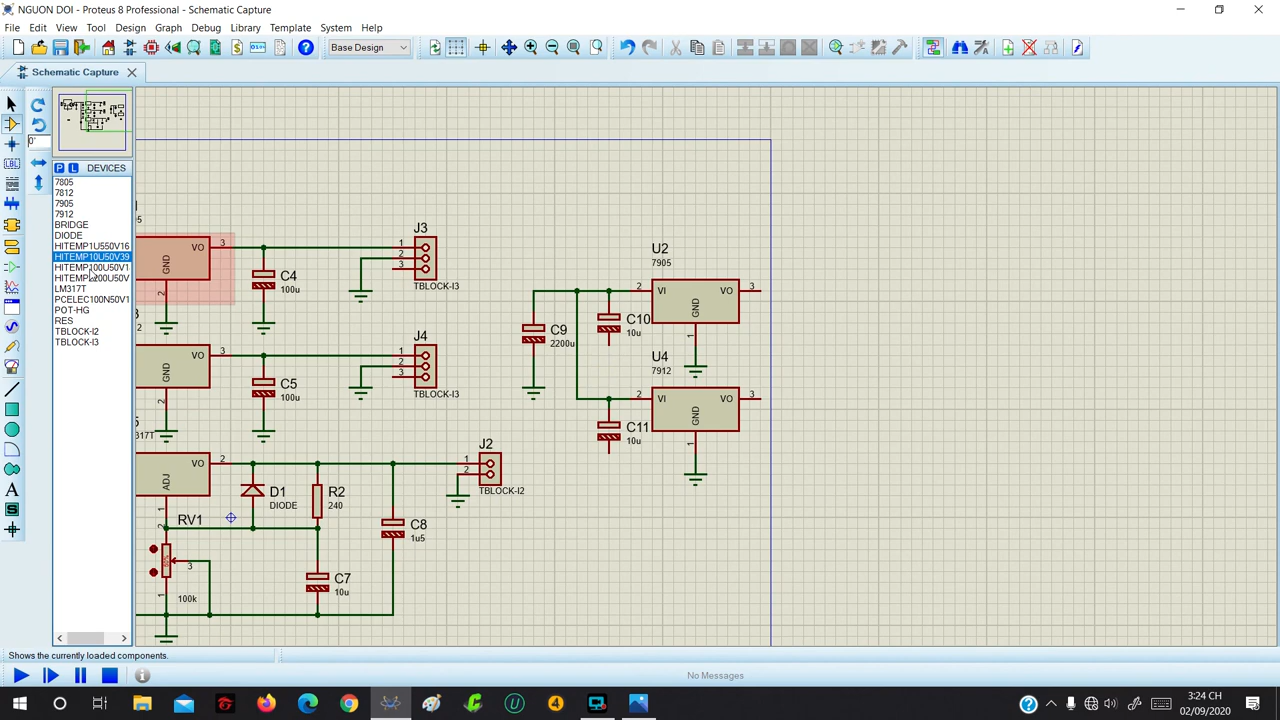 NGUON DOI - Proteus 8 Professional - Schematic Capture
File Edit View Tool Design Graph Debug Library Template System Help
Base Design
Schematic Capture
0°
P L DEVICES
7805
7812
7905
7912
BRIDGE
DIODE
HITEMP1U550V16
HITEMP10U50V39
HITEMP100U50V1
HITEMP2200U50V
LM317T
PCELEC100N50V1
POT-HG
RES
TBLOCK-I2
TBLOCK-I3
05
VO 3
GND
2
C4
100u
J3
1
2
3
TBLOCK-I3
U2
7905
2 VI VO 3
GND
1
C9
2200u
C10
10u
VO 3
GND
2
C5
100u
J4
1
2
3
TBLOCK-I3
U4
7912
2 VI VO 3
GND
1
C11
10u
317T
VO 2
ADJ
1
J2
1
2
TBLOCK-I2
D1
DIODE
R2
240
C8
1u5
RV1
2
3
1
100k
C7
10u
Shows the currently loaded components.
No Messages
3:24 CH
02/09/2020